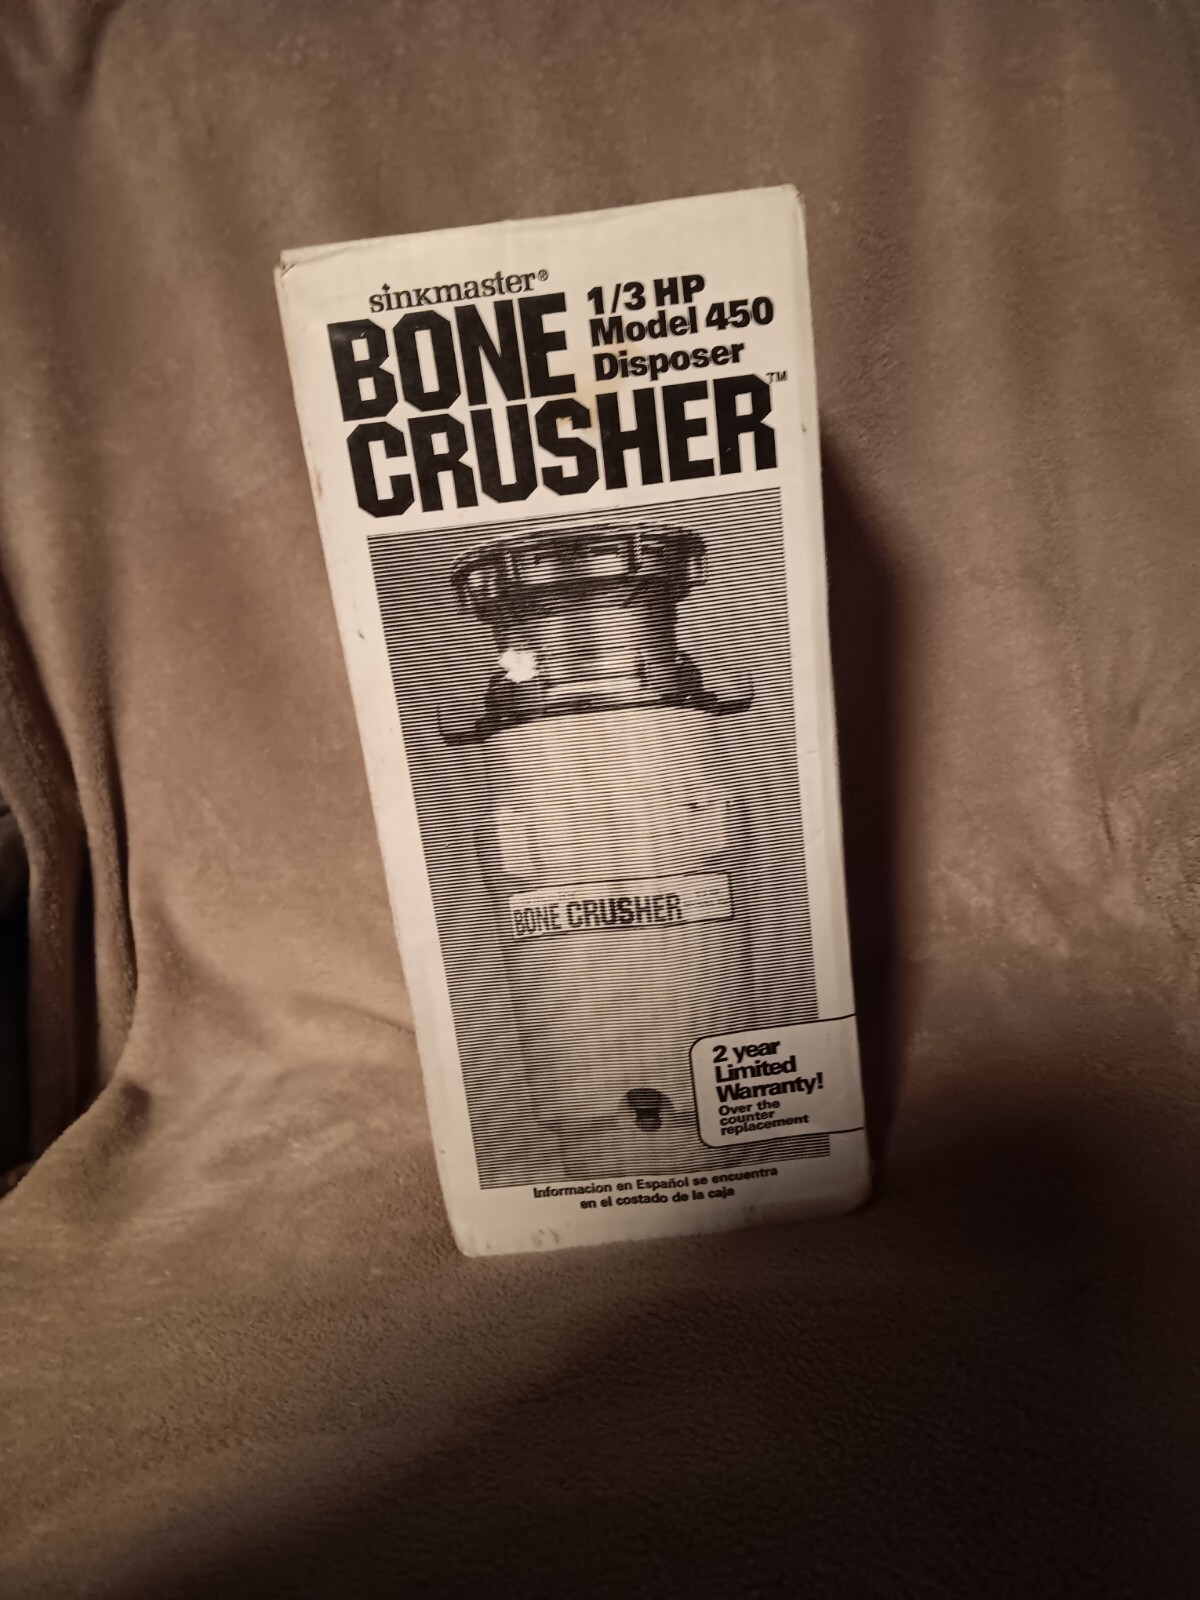 sinkmaster®
BONE
CRUSHER™
1/3 HP
Model 450
Disposer
BONE CRUSHER
2 year
Limited
Warranty!
Over the
counter
replacement
Informacion en Español se encuentra
en el costado de la caja